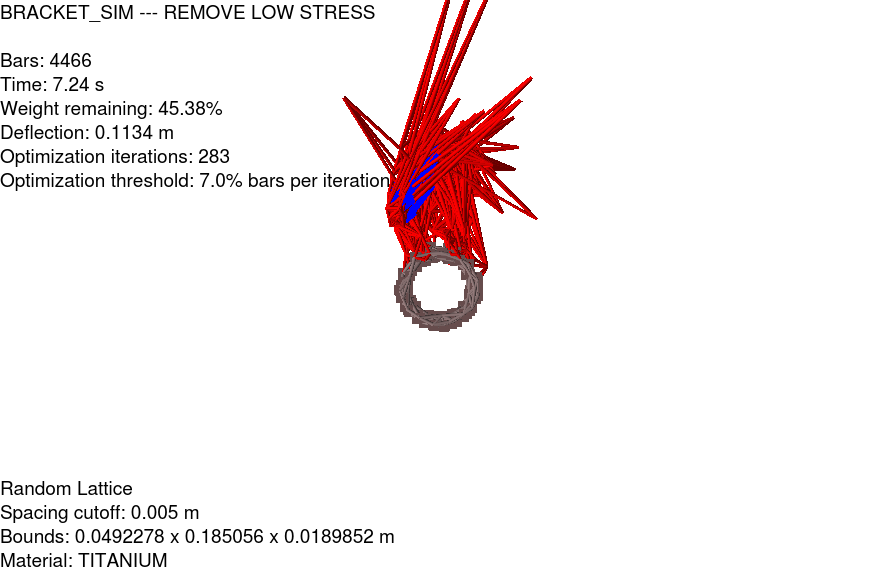 BRACKET_SIM --- REMOVE LOW STRESS
Bars: 4466
Time: 7.24 s
Weight remaining: 45.38%
Deflection: 0.1134 m
Optimization iterations: 283
Optimization threshold: 7.0% bars per iteration
Random Lattice
Spacing cutoff: 0.005 m
Bounds: 0.0492278 x 0.185056 x 0.0189852 m
Material: TITANIUM